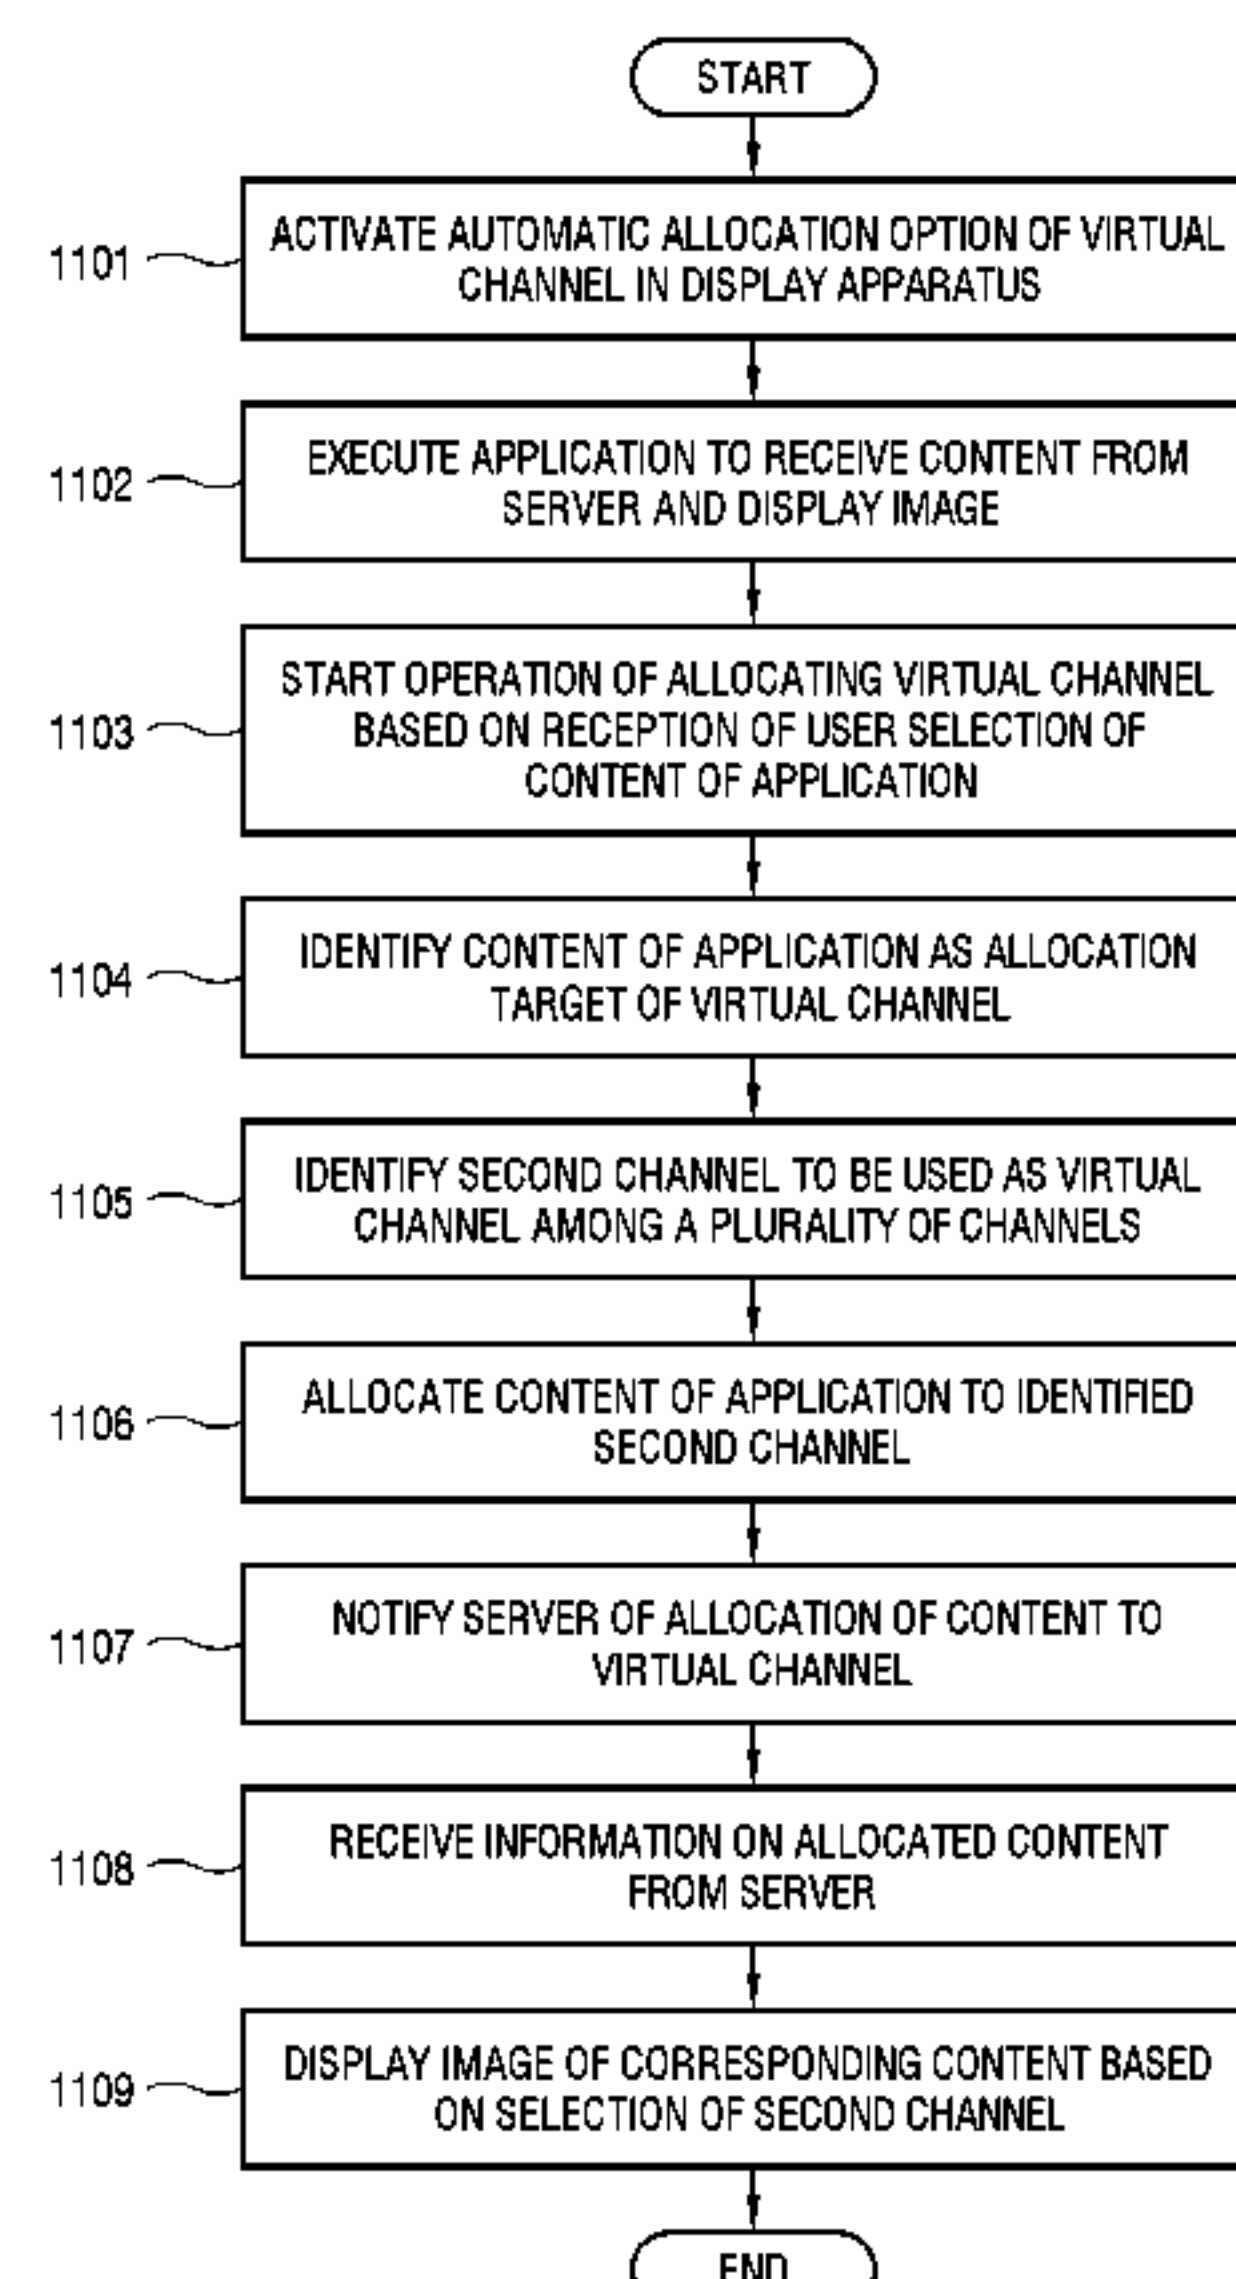 START
1101
ACTIVATE AUTOMATIC ALLOCATION OPTION OF VIRTUAL
CHANNEL IN DISPLAY APPARATUS
1102
EXECUTE APPLICATION TO RECEIVE CONTENT FROM
SERVER AND DISPLAY IMAGE
1103
START OPERATION OF ALLOCATING VIRTUAL CHANNEL
BASED ON RECEPTION OF USER SELECTION OF
CONTENT OF APPLICATION
1104
IDENTIFY CONTENT OF APPLICATION AS ALLOCATION
TARGET OF VIRTUAL CHANNEL
1105
IDENTIFY SECOND CHANNEL TO BE USED AS VIRTUAL
CHANNEL AMONG A PLURALITY OF CHANNELS
1106
ALLOCATE CONTENT OF APPLICATION TO IDENTIFIED
SECOND CHANNEL
1107
NOTIFY SERVER OF ALLOCATION OF CONTENT TO
VIRTUAL CHANNEL
1108
RECEIVE INFORMATION ON ALLOCATED CONTENT
FROM SERVER
1109
DISPLAY IMAGE OF CORRESPONDING CONTENT BASED
ON SELECTION OF SECOND CHANNEL
END